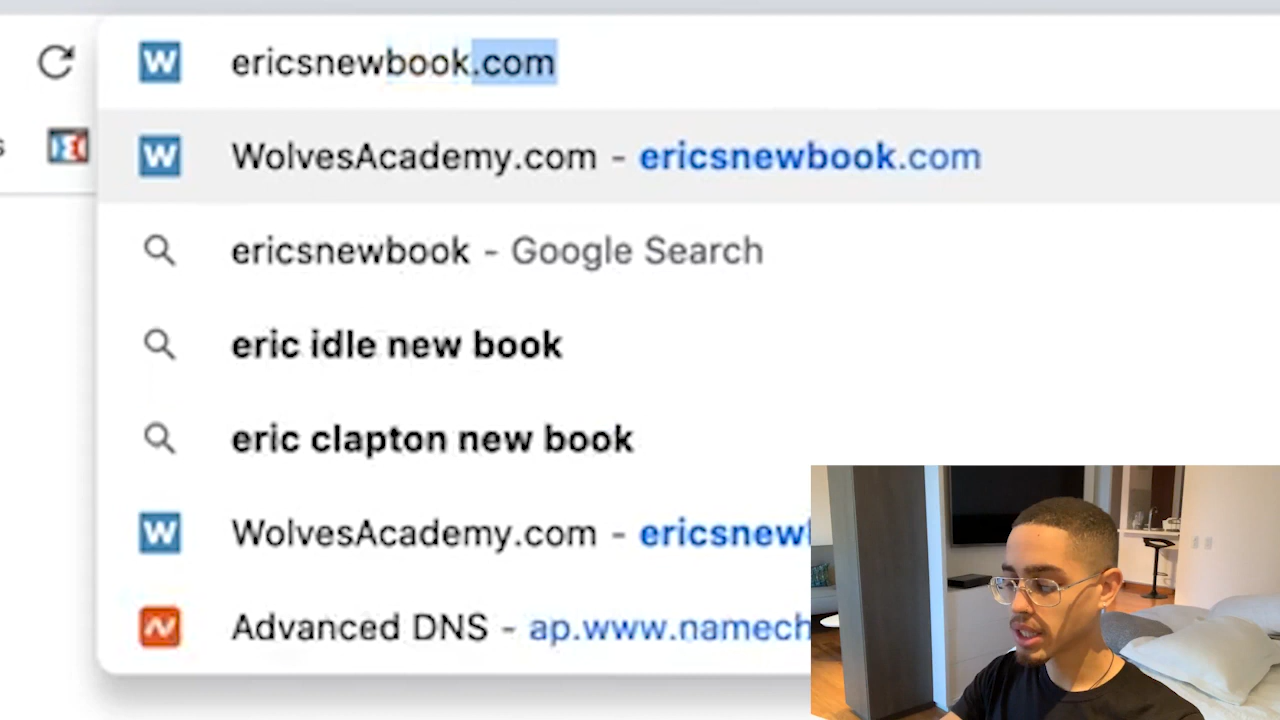 ericsnewbook.com
WolvesAcademy.com - ericsnewbook.com
ericsnewbook - Google Search
eric idle new book
eric clapton new book
WolvesAcademy.com - ericsnew
Advanced DNS - ap.www.namech